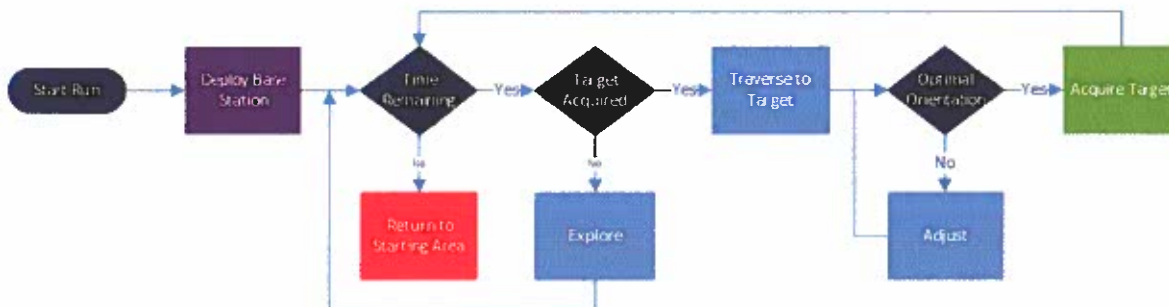 Start Run
Deploy Base
Station
Time
Remaining
Yes
Target
Acquired
Yes
Traverse to
Target
Optimal
Orientation
Yes
Acquire Target
No
Return to
Starting Area
No
Explore
No
Adjust